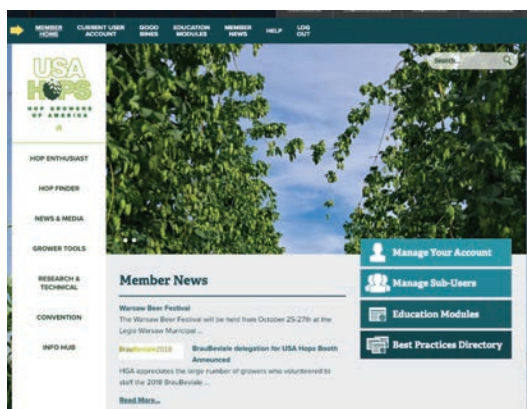 MEMBER
HOME
CURRENT USER
ACCOUNT
GOOD
BINES
EDUCATION
MODULES
MEMBER
NEWS
HELP
LOG
OUT
Search...
USA
HOPS
HOP GROWERS
OF AMERICA
HOP ENTHUSIAST
HOP FINDER
NEWS & MEDIA
GROWER TOOLS
RESEARCH &
TECHNICAL
CONVENTION
INFO HUB
Manage Your Account
Manage Sub-Users
Education Modules
Best Practices Directory
Member News
Warsaw Beer Festival
The Warsaw Beer Festival will be held from October 25-27th at the
Legia Warsaw Municipal ...
BrauBeviale2018
BrauBeviale delegation for USA Hops Booth
Announced
HGA appreciates the large number of growers who volunteered to
staff the 2018 BrauBeviale ...
Read More...